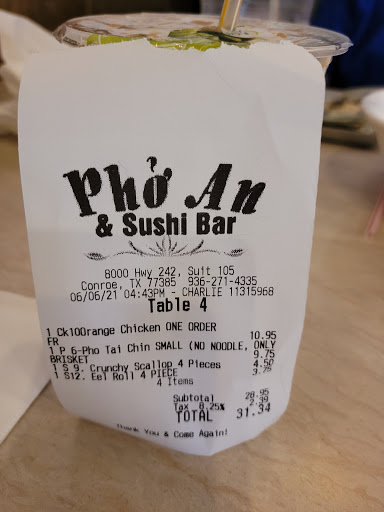 Phở An
& Sushi Bar
8000 Hwy 242, Suit 105
Conroe, TX 77385 936-271-4335
06/06/21 04:43PM - CHARLIE 11315968
Table 4
1 Ck10Orange Chicken ONE ORDER 10.95
FR
1 P 6-Pho Tai Chin SMALL (NO NOODLE, ONLY 9.75
BRISKET
1 S 9. Crunchy Scallop 4 Pieces 4.50
1 S12. Eel Roll 4 PIECE 3.75
4 Items
Subtotal 28.95
Tax 8.25% 2.39
TOTAL 31.34
Thank You & Come Again!